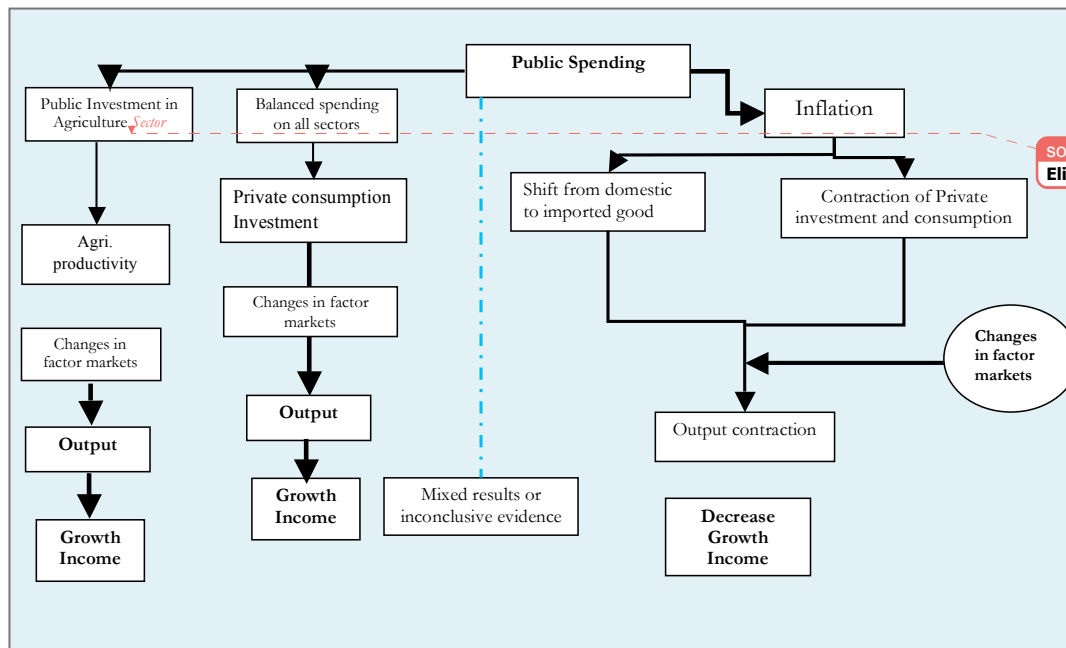 Public Spending
Public Investment in
Agriculture Sector
Balanced spending
on all sectors
Inflation
SO
Eli
Shift from domestic
to imported good
Contraction of Private
investment and consumption
Private consumption
Investment
Agri.
productivity
Changes in factor
markets
Changes in
factor markets
Changes
in factor
markets
Output
Output contraction
Output
Growth
Income
Mixed results or
inconclusive evidence
Decrease
Growth
Income
Growth
Income